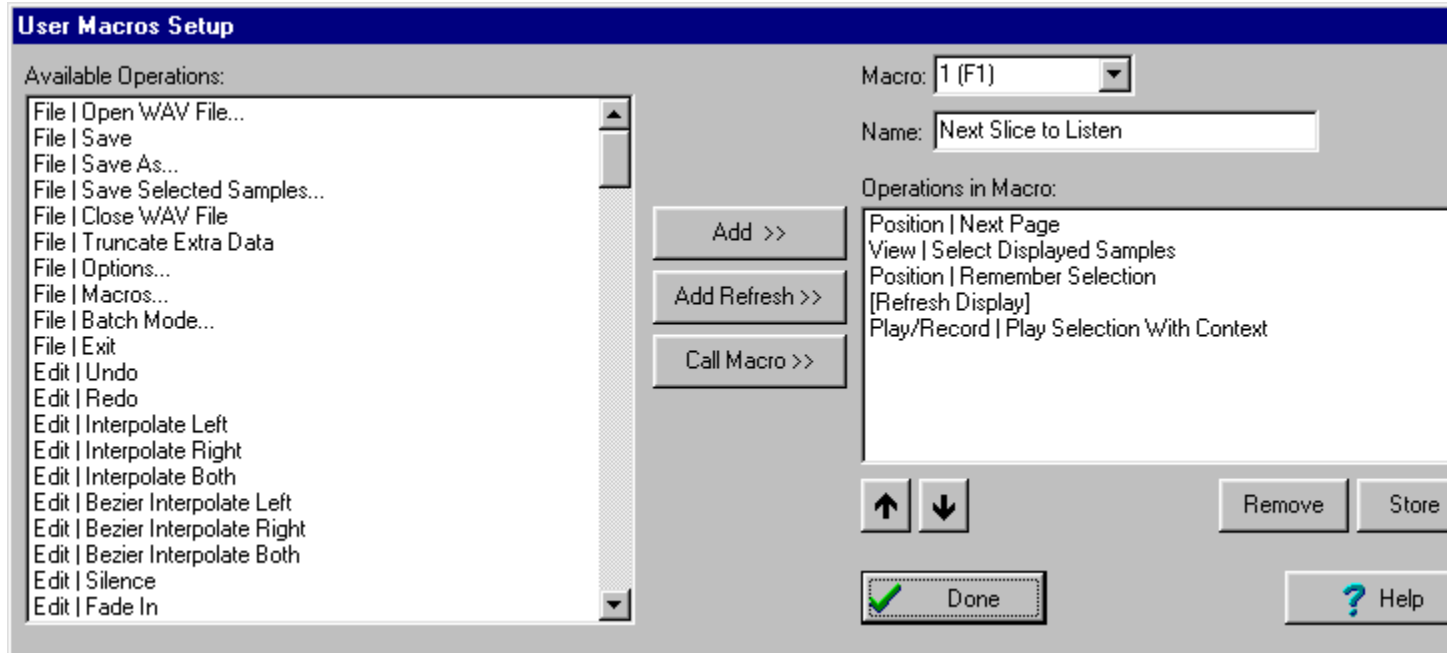 User Macros Setup
Available Operations:
File | Open WAV File...
File | Save
File | Save As...
File | Save Selected Samples...
File | Close WAV File
File | Truncate Extra Data
File | Options...
File | Macros...
File | Batch Mode...
File | Exit
Edit | Undo
Edit | Redo
Edit | Interpolate Left
Edit | Interpolate Right
Edit | Interpolate Both
Edit | Bezier Interpolate Left
Edit | Bezier Interpolate Right
Edit | Bezier Interpolate Both
Edit | Silence
Edit | Fade In
Add >>
Add Refresh >>
Call Macro >>
Macro: 1 (F1)
Name: Next Slice to Listen
Operations in Macro:
Position | Next Page
View | Select Displayed Samples
Position | Remember Selection
[Refresh Display]
Play/Record | Play Selection With Context
Remove Store
Done ? Help